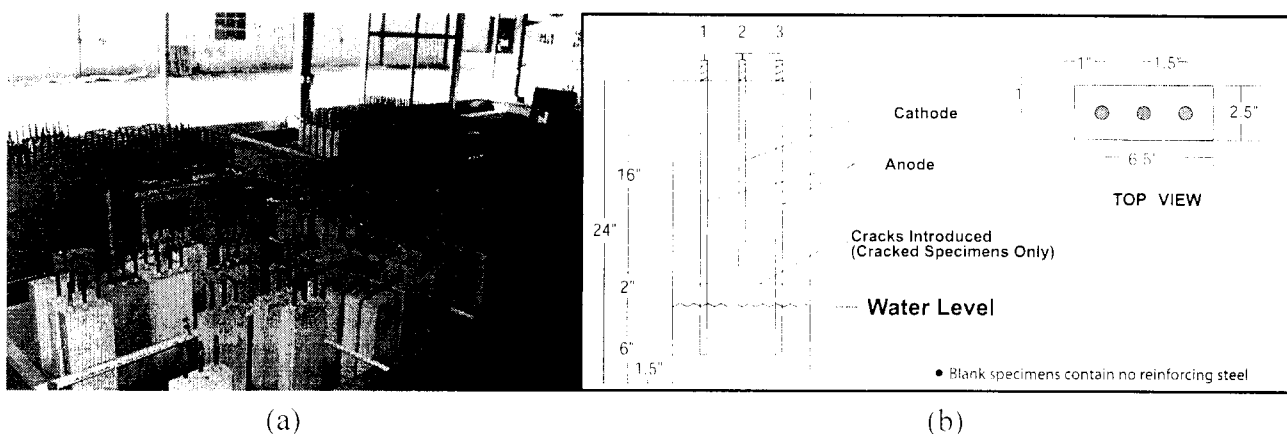 1 2 3
1" 1.5"
Cathode
2.5"
Anode
6.5"
16"
TOP VIEW
24"
Cracks Introduced
(Cracked Specimens Only)
2"
Water Level
6"
1.5"
• Blank specimens contain no reinforcing steel
(a) (b)